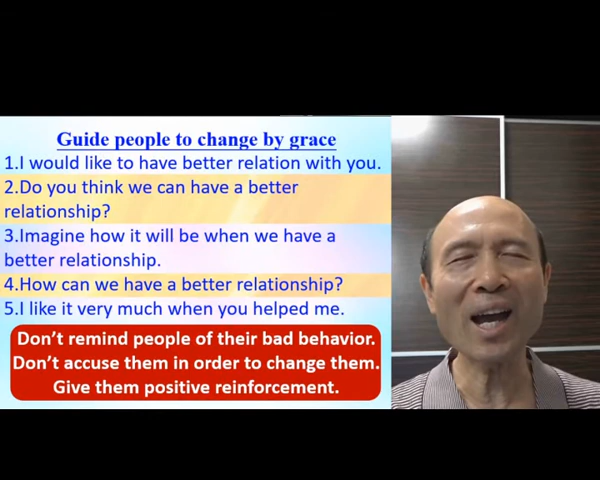 Guide people to change by grace
1.I would like to have better relation with you.
2.Do you think we can have a better
relationship?
3.Imagine how it will be when we have a
better relationship.
4.How can we have a better relationship?
5.I like it very much when you helped me.
Don't remind people of their bad behavior.
Don't accuse them in order to change them.
Give them positive reinforcement.